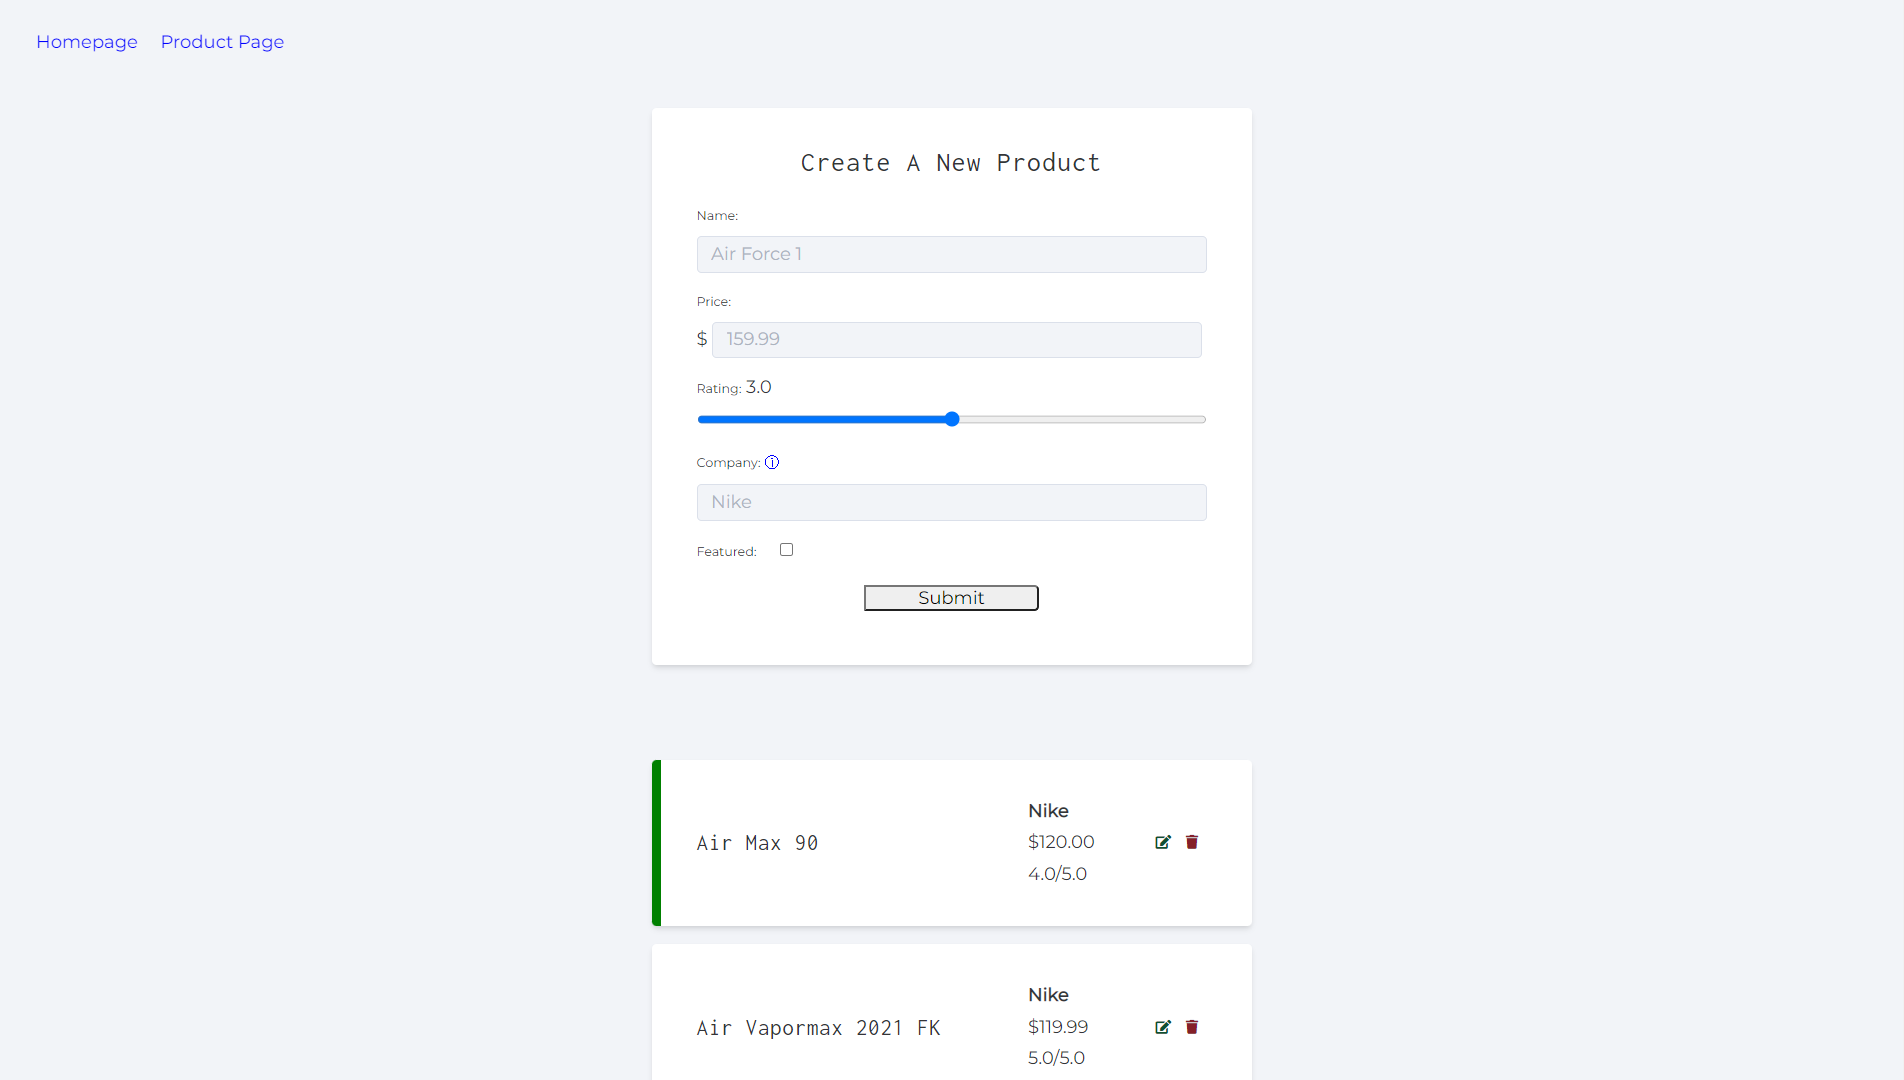 Homepage Product Page
Create A New Product
Name:
Air Force 1
Price:
$ 159.99
Rating: 3.0
Company: ⓘ
Nike
Featured:
Submit
Nike
Air Max 90
$120.00
4.0/5.0
Nike
Air Vapormax 2021 FK
$119.99
5.0/5.0